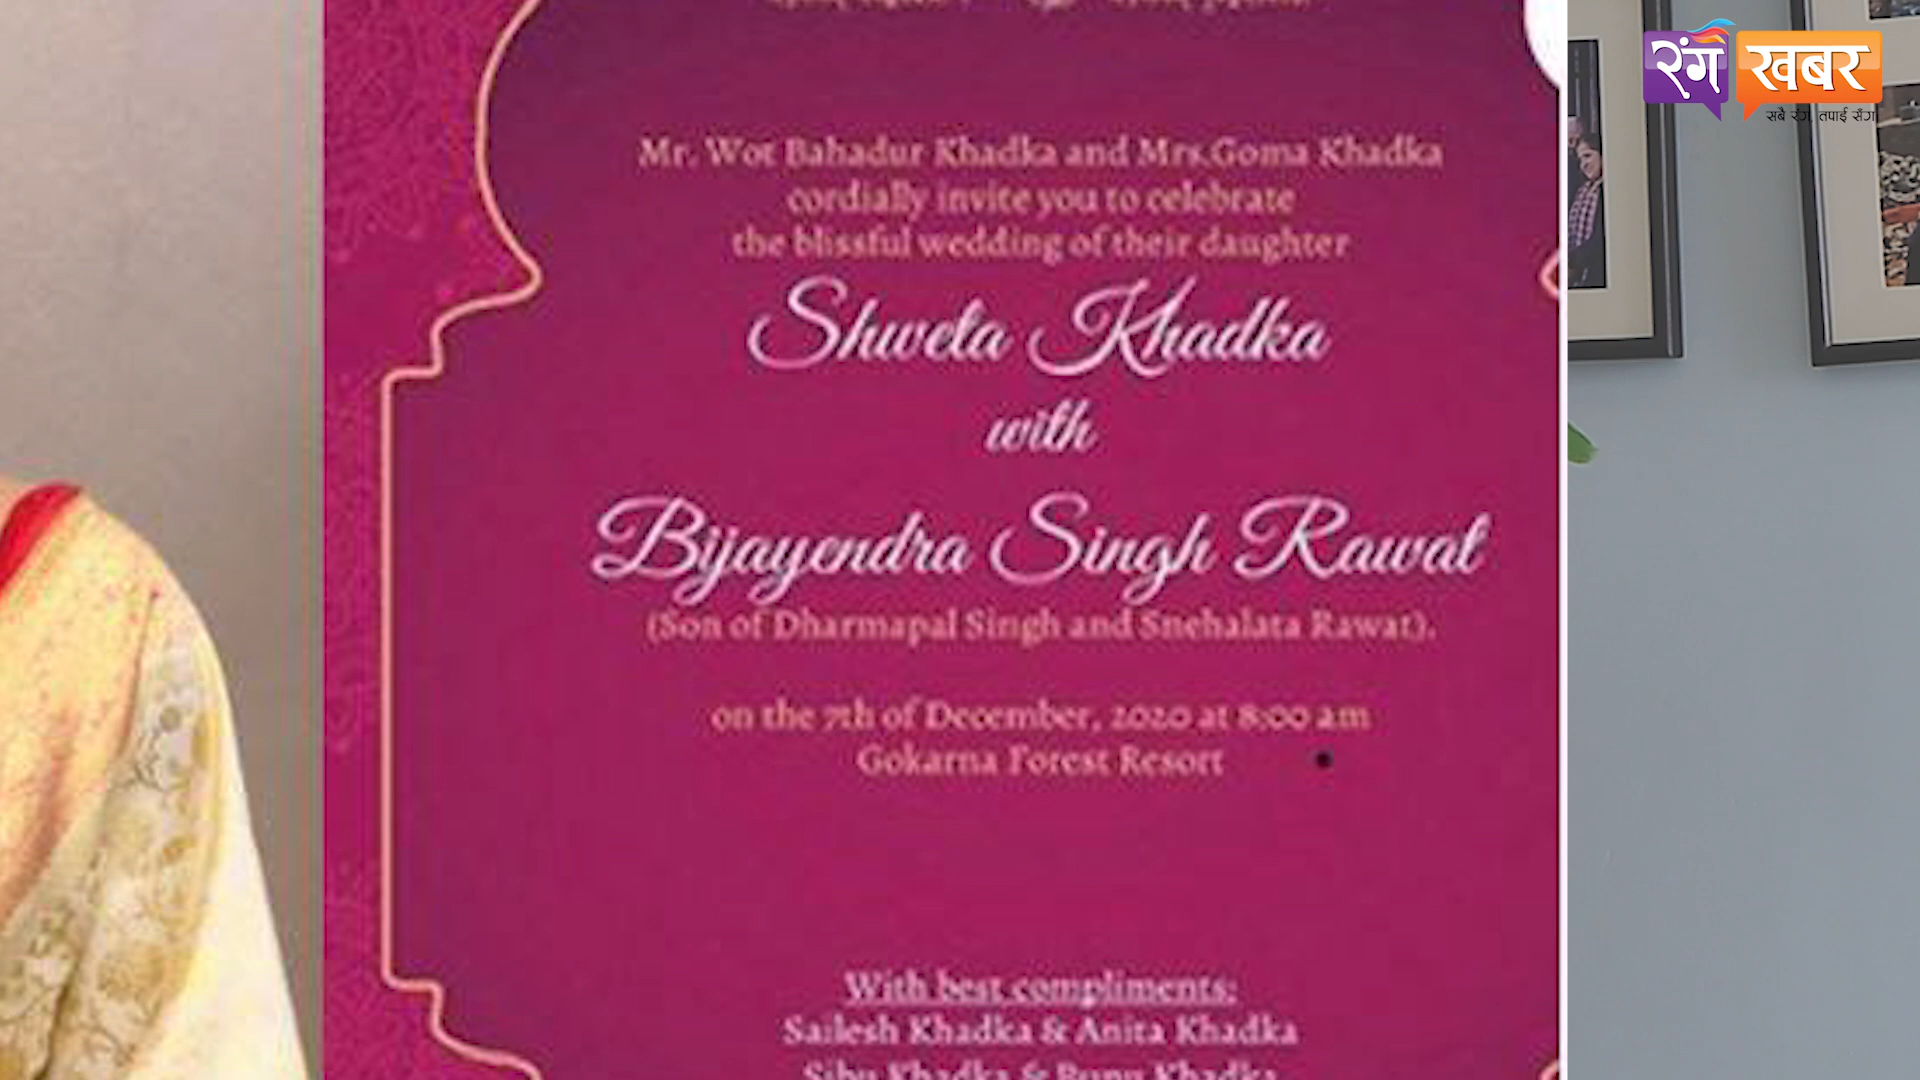 रंग खबर
सबै रंग, तपाई सँग
Mr. Wot Bahadur Khadka and Mrs.Goma Khadka
cordially invite you to celebrate
the blissful wedding of their daughter
Shweta Khadka
with
Bijayendra Singh Rawat
(Son of Dharmapal Singh and Snehalata Rawat).
on the 7th of December, 2020 at 8:00 am
Gokarna Forest Resort
With best compliments:
Sailesh Khadka & Anita Khadka
Khadka & Khadka